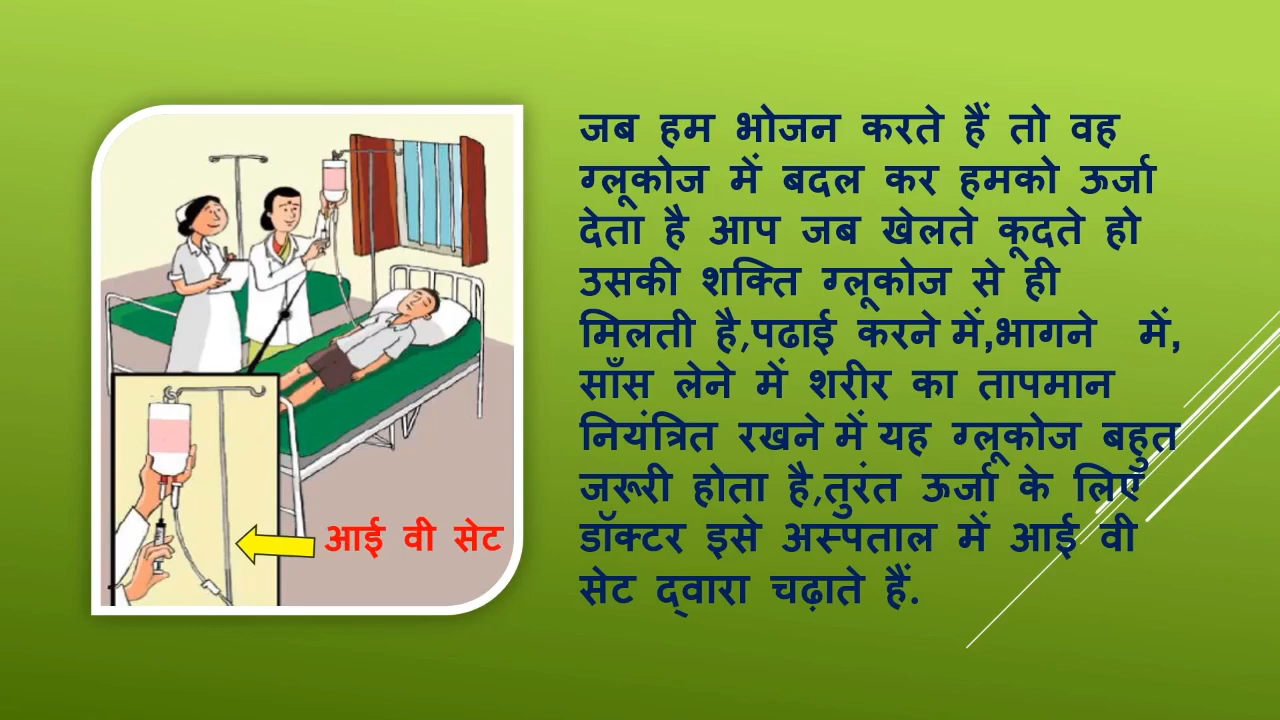 जब हम भोजन करते हैं तो वह
ग्लूकोज में बदल कर हमको ऊर्जा
देता है आप जब खेलते कूदते हो
उसकी शक्ति ग्लूकोज से ही
मिलती है,पढाई करने में,भागने में,
साँस लेने में शरीर का तापमान
नियंत्रित रखने में यह ग्लूकोज बहुत
जरूरी होता है,तुरंत ऊर्जा के लिएँ
डॉक्टर इसे अस्पताल में आई वी
सेट द्वारा चढ़ाते हैं.
आई वी सेट